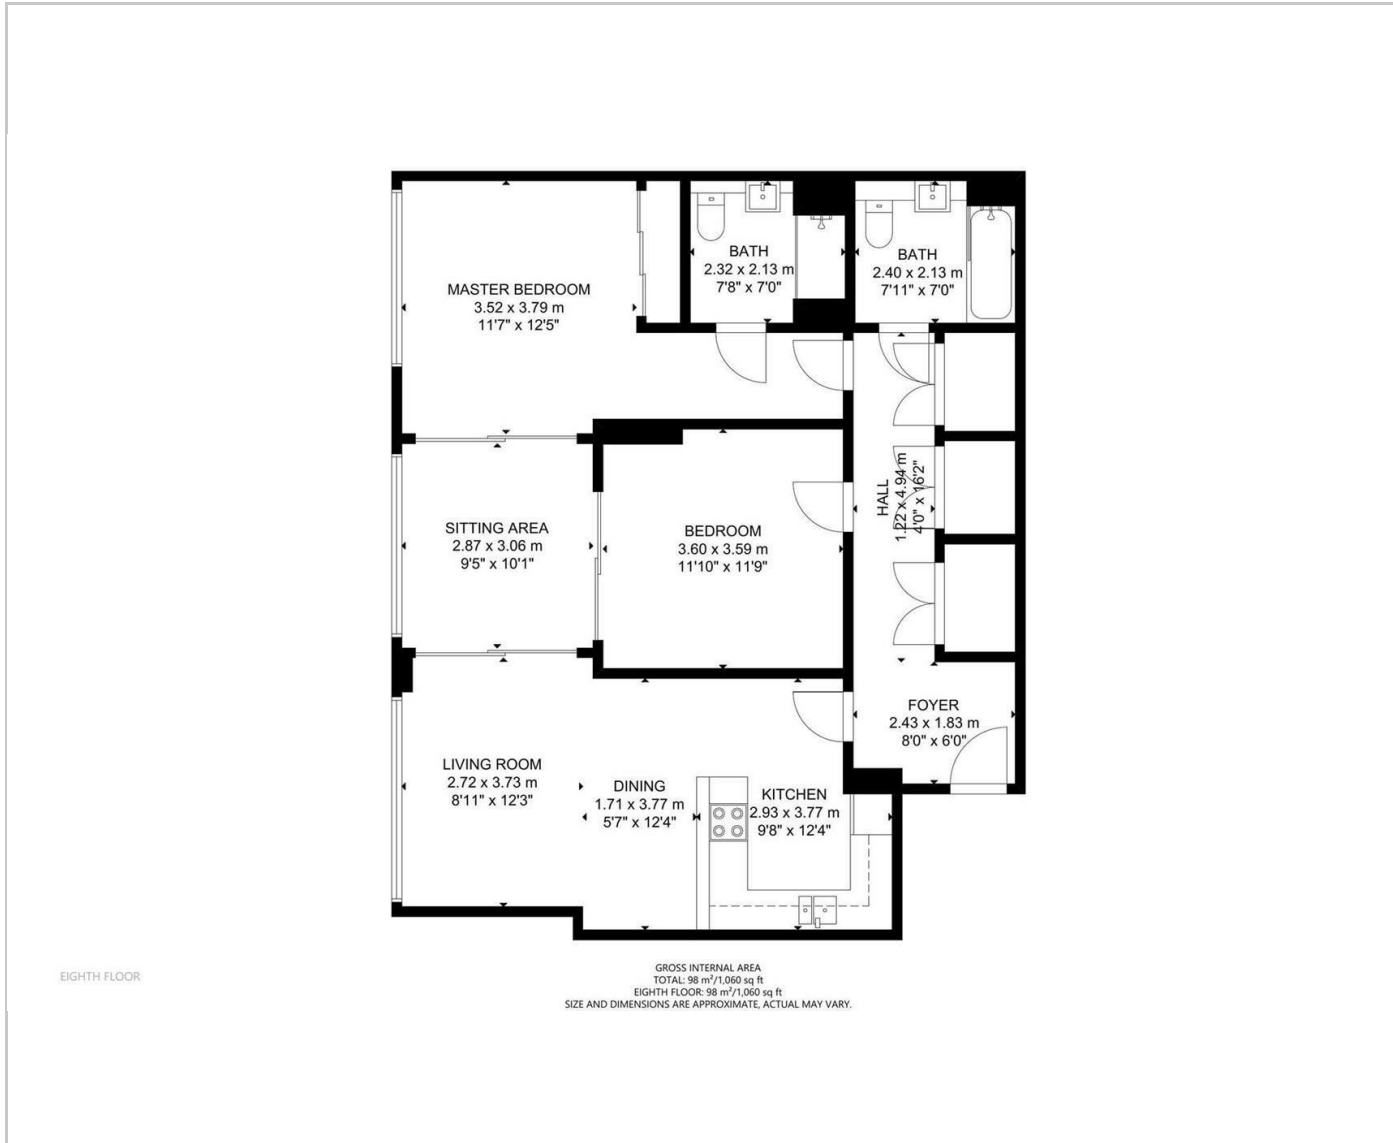 MASTER BEDROOM
3.52 x 3.79 m
11'7" x 12'5"
BATH
2.32 x 2.13 m
7'8" x 7'0"
BATH
2.40 x 2.13 m
7'11" x 7'0"
SITTING AREA
2.87 x 3.06 m
9'5" x 10'1"
BEDROOM
3.60 x 3.59 m
11'10" x 11'9"
HALL
1.22 x 4.94 m
4'0" x 16'2"
FOYER
2.43 x 1.83 m
8'0" x 6'0"
LIVING ROOM
2.72 x 3.73 m
8'11" x 12'3"
DINING
1.71 x 3.77 m
5'7" x 12'4"
KITCHEN
2.93 x 3.77 m
9'8" x 12'4"
EIGHTH FLOOR
GROSS INTERNAL AREA
TOTAL: 98 m²/1,060 sq ft
EIGHTH FLOOR: 98 m²/1,060 sq ft
SIZE AND DIMENSIONS ARE APPROXIMATE, ACTUAL MAY VARY.